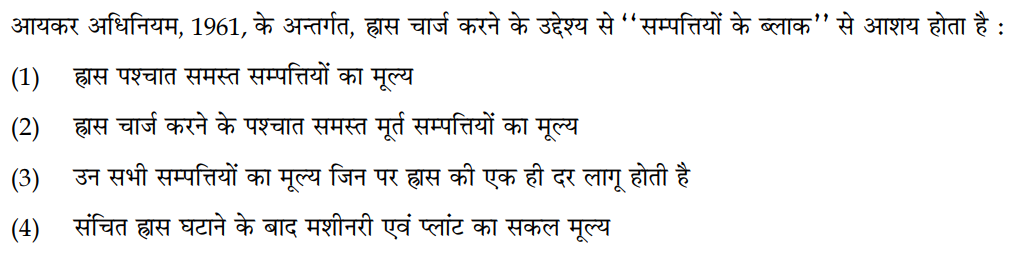 आयकर अधिनियम, 1961, के अन्तर्गत, ह्रास चार्ज करने के उद्देश्य से ‘‘सम्पत्तियों के ब्लाक’’ से आशय होता है :
(1) ह्रास पश्चात समस्त सम्पत्तियों का मूल्य
(2) ह्रास चार्ज करने के पश्चात समस्त मूर्त सम्पत्तियों का मूल्य
(3) उन सभी सम्पत्तियों का मूल्य जिन पर ह्रास की एक ही दर लागू होती है
(4) संचित ह्रास घटाने के बाद मशीनरी एवं प्लांट का सकल मूल्य